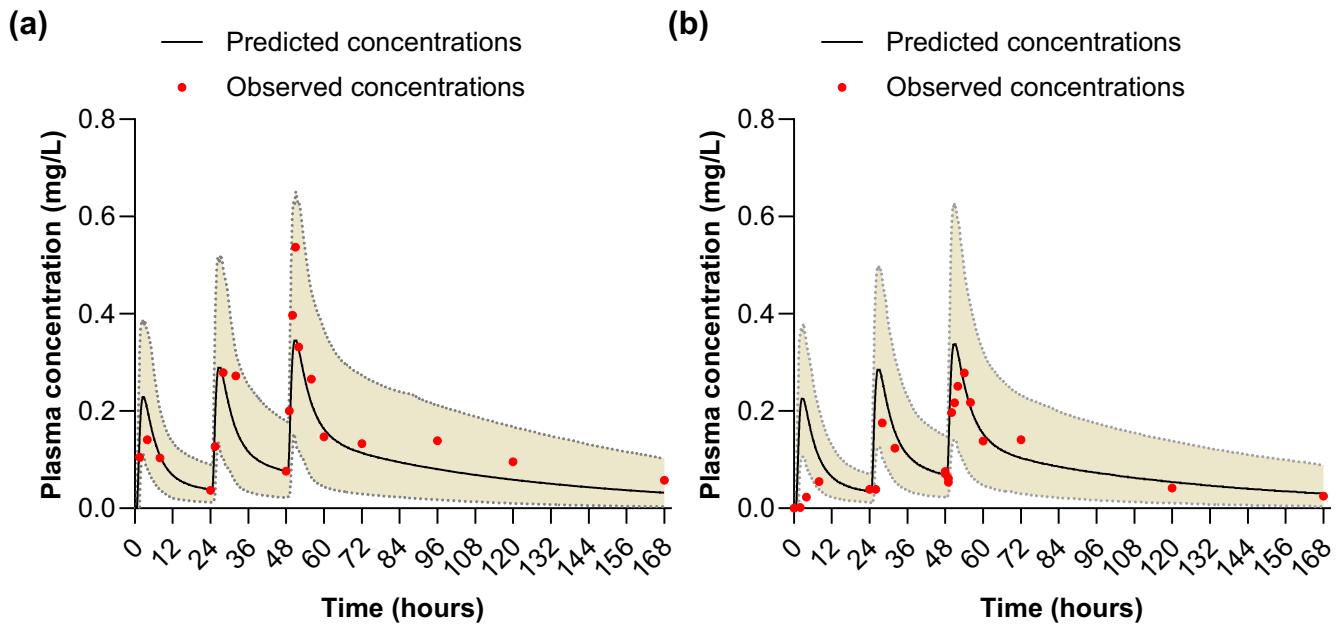 (a)
Predicted concentrations
Observed concentrations
Plasma concentration (mg/L)
0.8
0.6
0.4
0.2
0.0
0 12 24 36 48 60 72 84 96 108 120 132 144 156 168
Time (hours)
(b)
Predicted concentrations
Observed concentrations
Plasma concentration (mg/L)
0.8
0.6
0.4
0.2
0.0
0 12 24 36 48 60 72 84 96 108 120 132 144 156 168
Time (hours)